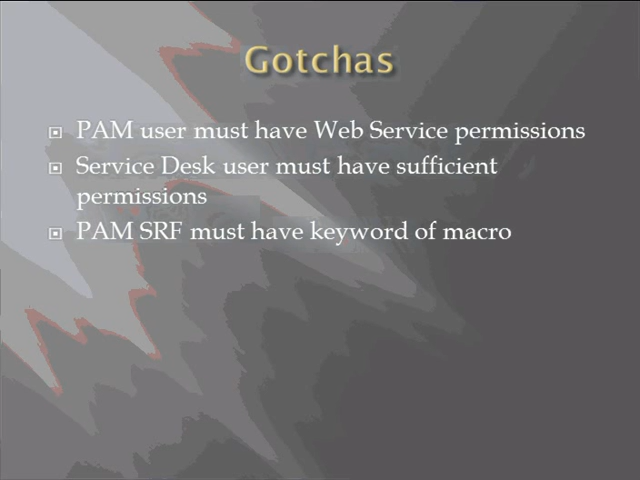 Gotchas
PAM user must have Web Service permissions
Service Desk user must have sufficient
permissions
PAM SRF must have keyword of macro